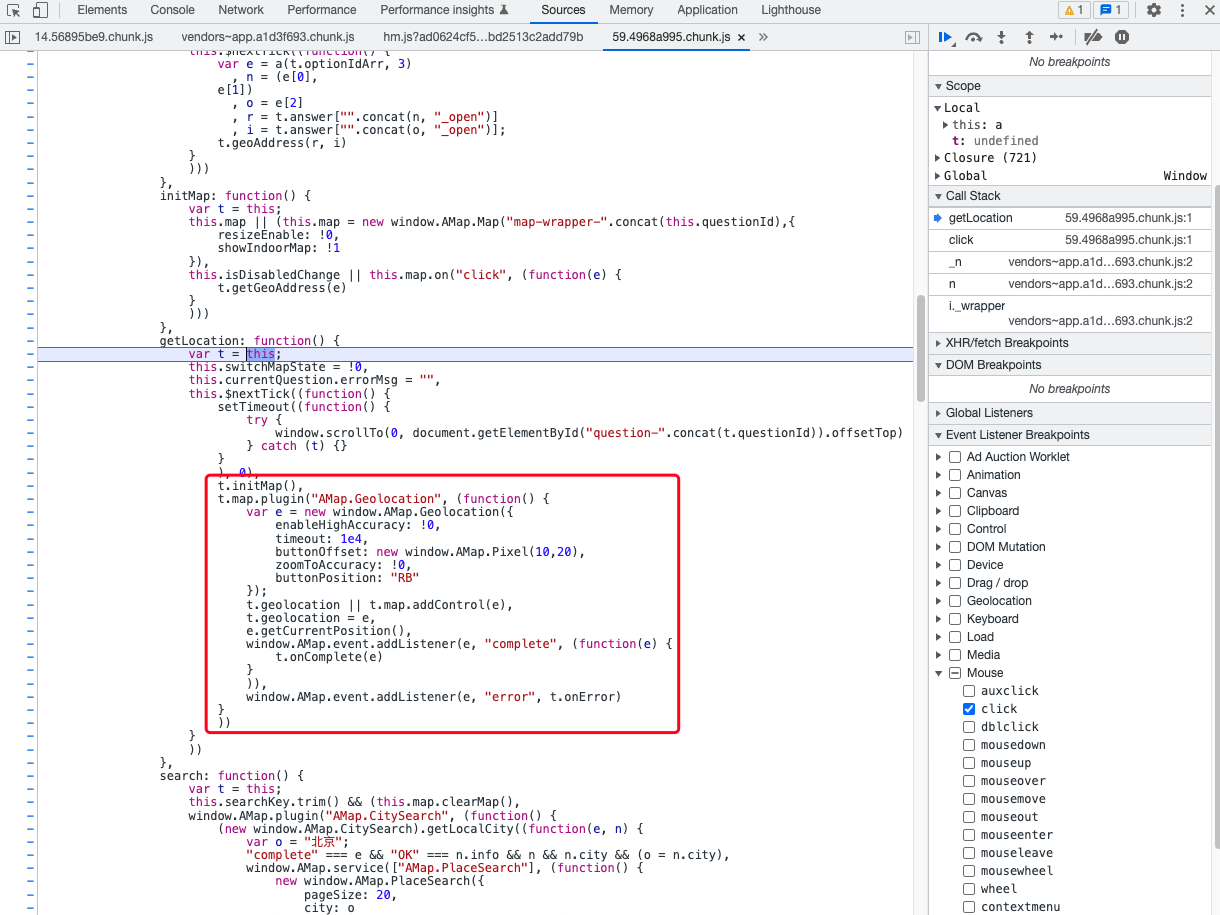 Elements Console Network Performance Performance insights Sources Memory Application Lighthouse 1 1
14.56895be9.chunk.js vendors~app.a1d3f693.chunk.js hm.js?ad0624cf5…bd2513c2add79b 59.4968a995.chunk.js × »
this.$nextTick((function() {
var e = a(t.optionIdArr, 3)
, n = (e[0],
e[1])
, o = e[2]
, r = t.answer["".concat(n, "_open")]
, i = t.answer["".concat(o, "_open")];
t.geoAddress(r, i)
}
)))
},
initMap: function() {
var t = this;
this.map || (this.map = new window.AMap.Map("map-wrapper-".concat(this.questionId),{
resizeEnable: !0,
showIndoorMap: !1
}),
this.isDisabledChange || this.map.on("click", (function(e) {
t.getGeoAddress(e)
}
)))
},
getLocation: function() {
var t = this;
this.switchMapState = !0,
this.currentQuestion.errorMsg = "",
this.$nextTick((function() {
setTimeout((function() {
try {
window.scrollTo(0, document.getElementById("question-".concat(t.questionId)).offsetTop)
} catch (t) {}
}
), 0),
t.initMap(),
t.map.plugin("AMap.Geolocation", (function() {
var e = new window.AMap.Geolocation({
enableHighAccuracy: !0,
timeout: 1e4,
buttonOffset: new window.AMap.Pixel(10,20),
zoomToAccuracy: !0,
buttonPosition: "RB"
});
t.geolocation || t.map.addControl(e),
t.geolocation = e,
e.getCurrentPosition(),
window.AMap.event.addListener(e, "complete", (function(e) {
t.onComplete(e)
}
)),
window.AMap.event.addListener(e, "error", t.onError)
}
))
}
))
},
search: function() {
var t = this;
this.searchKey.trim() && (this.map.clearMap(),
window.AMap.plugin("AMap.CitySearch", (function() {
(new window.AMap.CitySearch).getLocalCity((function(e, n) {
var o = "北京";
"complete" === e && "OK" === n.info && n && n.city && (o = n.city),
window.AMap.service(["AMap.PlaceSearch"], (function() {
new window.AMap.PlaceSearch({
pageSize: 20,
city: o
No breakpoints
Scope
Local
this: a
t: undefined
Closure (721)
Global Window
Call Stack
getLocation 59.4968a995.chunk.js:1
click 59.4968a995.chunk.js:1
_n vendors~app.a1d…693.chunk.js:2
n vendors~app.a1d…693.chunk.js:2
i._wrapper
vendors~app.a1d…693.chunk.js:2
XHR/fetch Breakpoints
DOM Breakpoints
No breakpoints
Global Listeners
Event Listener Breakpoints
Ad Auction Worklet
Animation
Canvas
Clipboard
Control
DOM Mutation
Device
Drag / drop
Geolocation
Keyboard
Load
Media
Mouse
auxclick
click
dblclick
mousedown
mouseup
mouseover
mousemove
mouseout
mouseenter
mouseleave
mousewheel
wheel
contextmenu